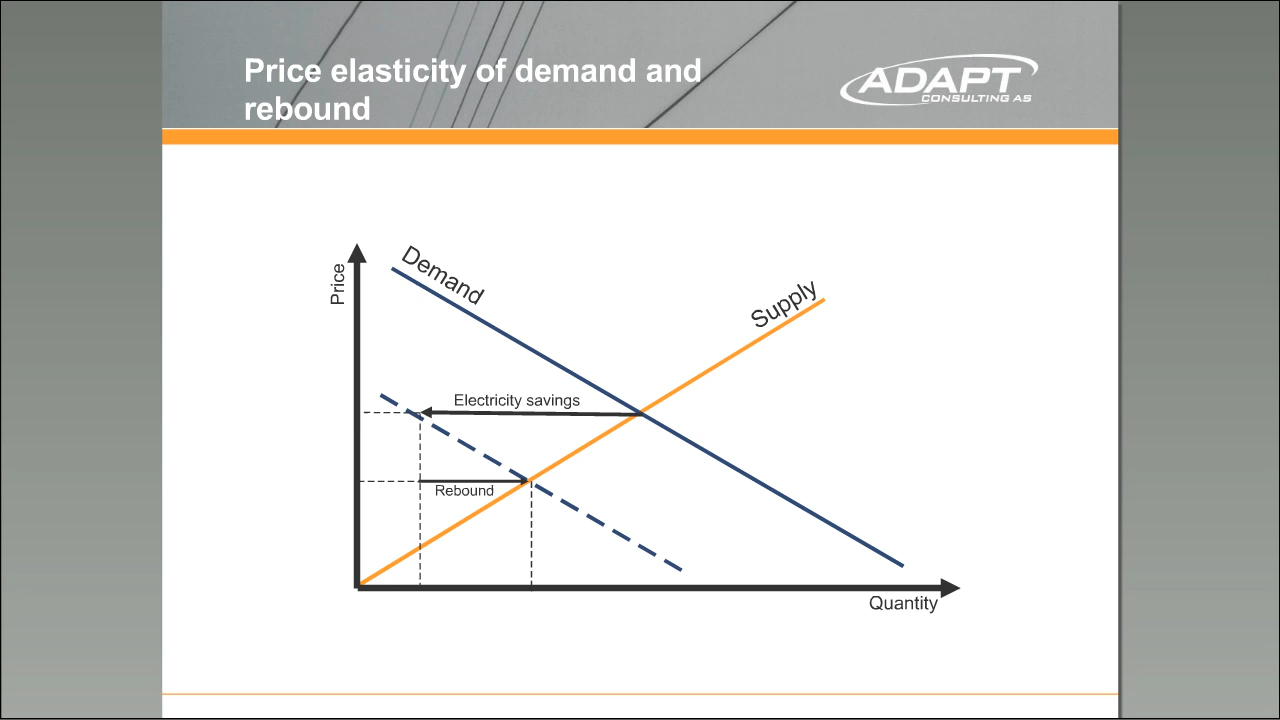 Price elasticity of demand and
rebound
ADAPT
CONSULTING AS
Price
Demand
Supply
Electricity savings
Rebound
Quantity